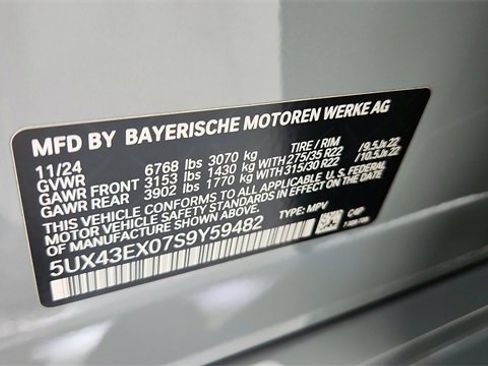 MFD BY BAYERISCHE MOTOREN WERKE AG
11/24 TIRE / RIM
GVWR 6768 lbs 3070 kg
GAWR FRONT 3153 lbs 1430 kg WITH 275/35 R22 /9.5Jx22
GAWR REAR 3902 lbs 1770 kg WITH 315/30 R22 /10.5Jx22
THIS VEHICLE CONFORMS TO ALL APPLICABLE U.S. FEDERAL
MOTOR VEHICLE SAFETY STANDARDS IN EFFECT ON THE DATE
OF MANUFACTURE SHOWN ABOVE.
5UX43EX07S9Y59482 TYPE: MPV C4P